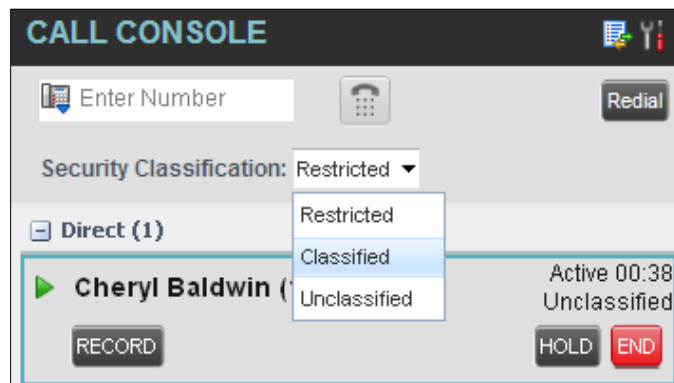 CALL CONSOLE
Enter Number
Redial
Security Classification: Restricted
Restricted
Direct (1)
Classified
Cheryl Baldwin (
Active 00:38
Unclassified
Unclassified
RECORD
HOLD END